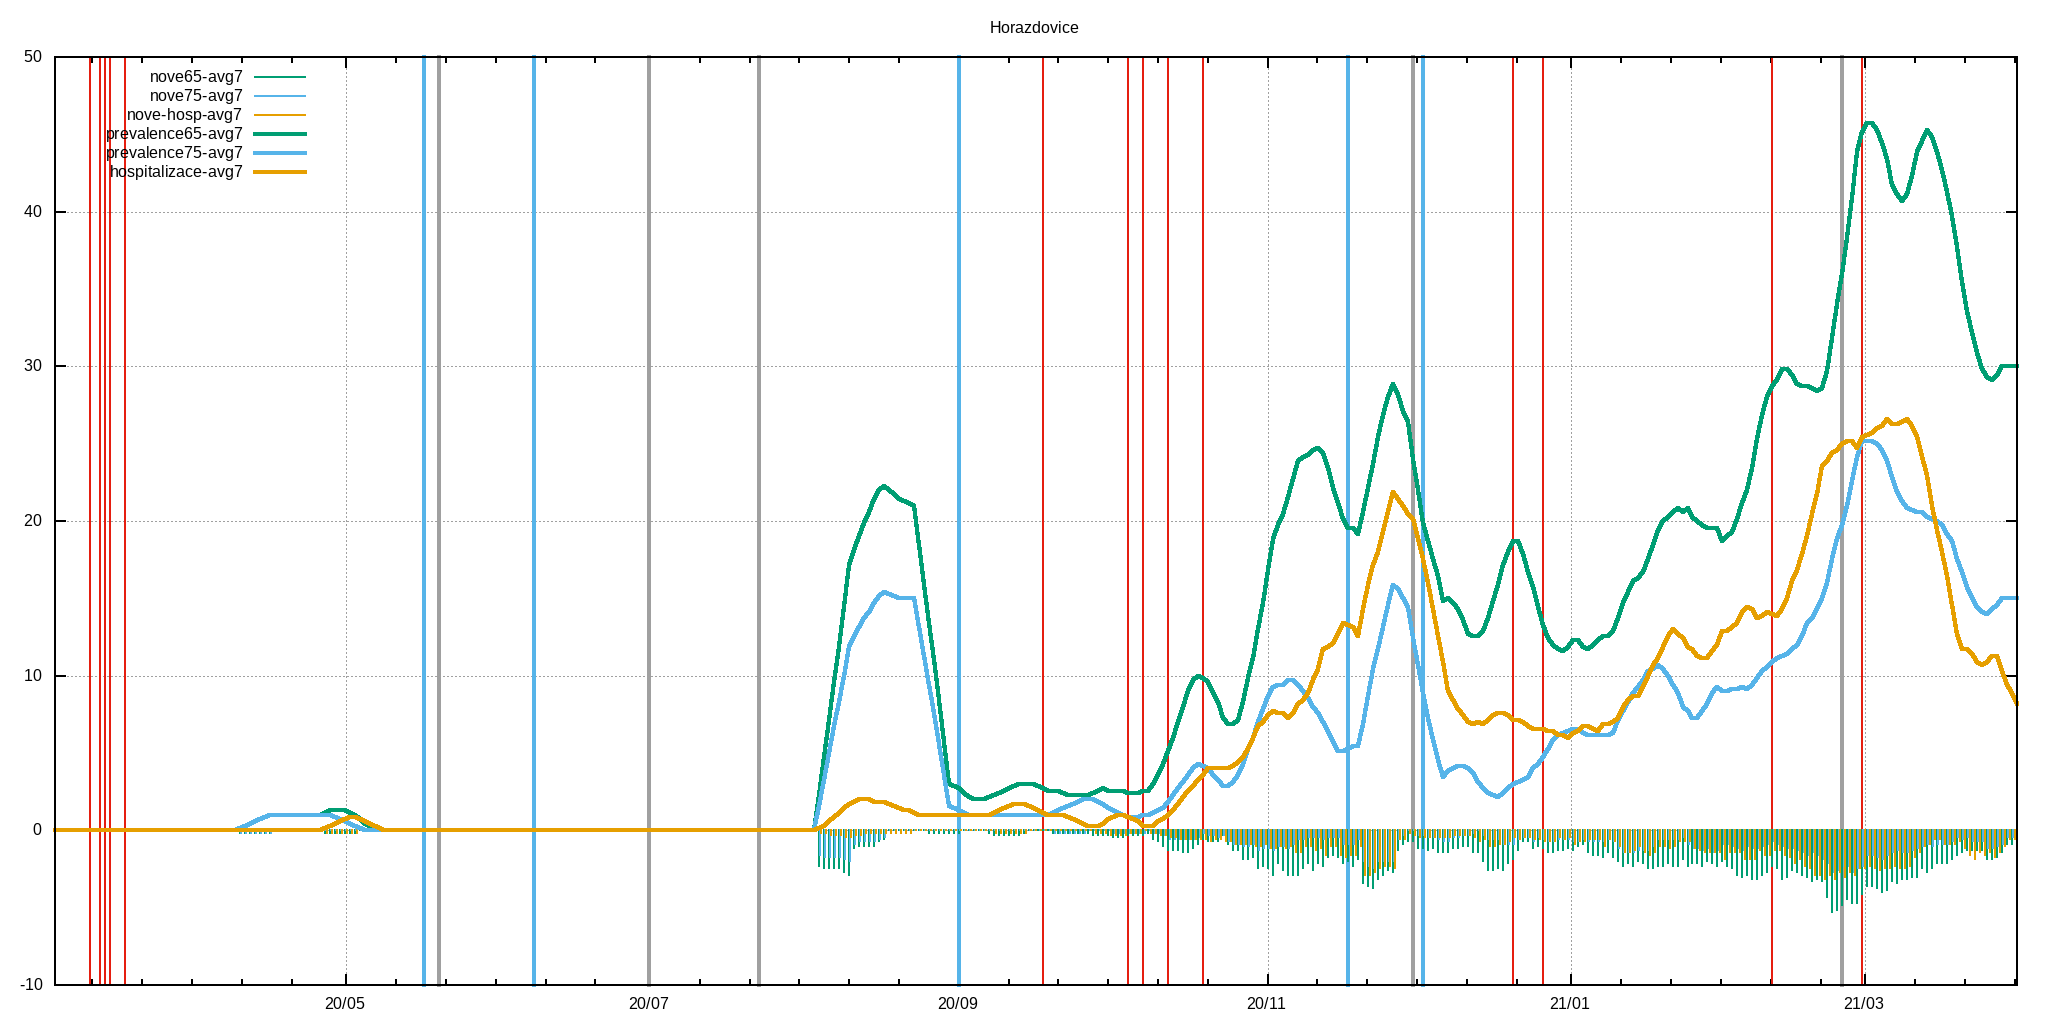 Horazdovice
50
nove65-avg7
nove75-avg7
nove-hosp-avg7
prevalence65-avg7
prevalence75-avg7
hospitalizace-avg7
40
30
20
10
0
-10
20/05 20/07 20/09 20/11 21/01 21/03